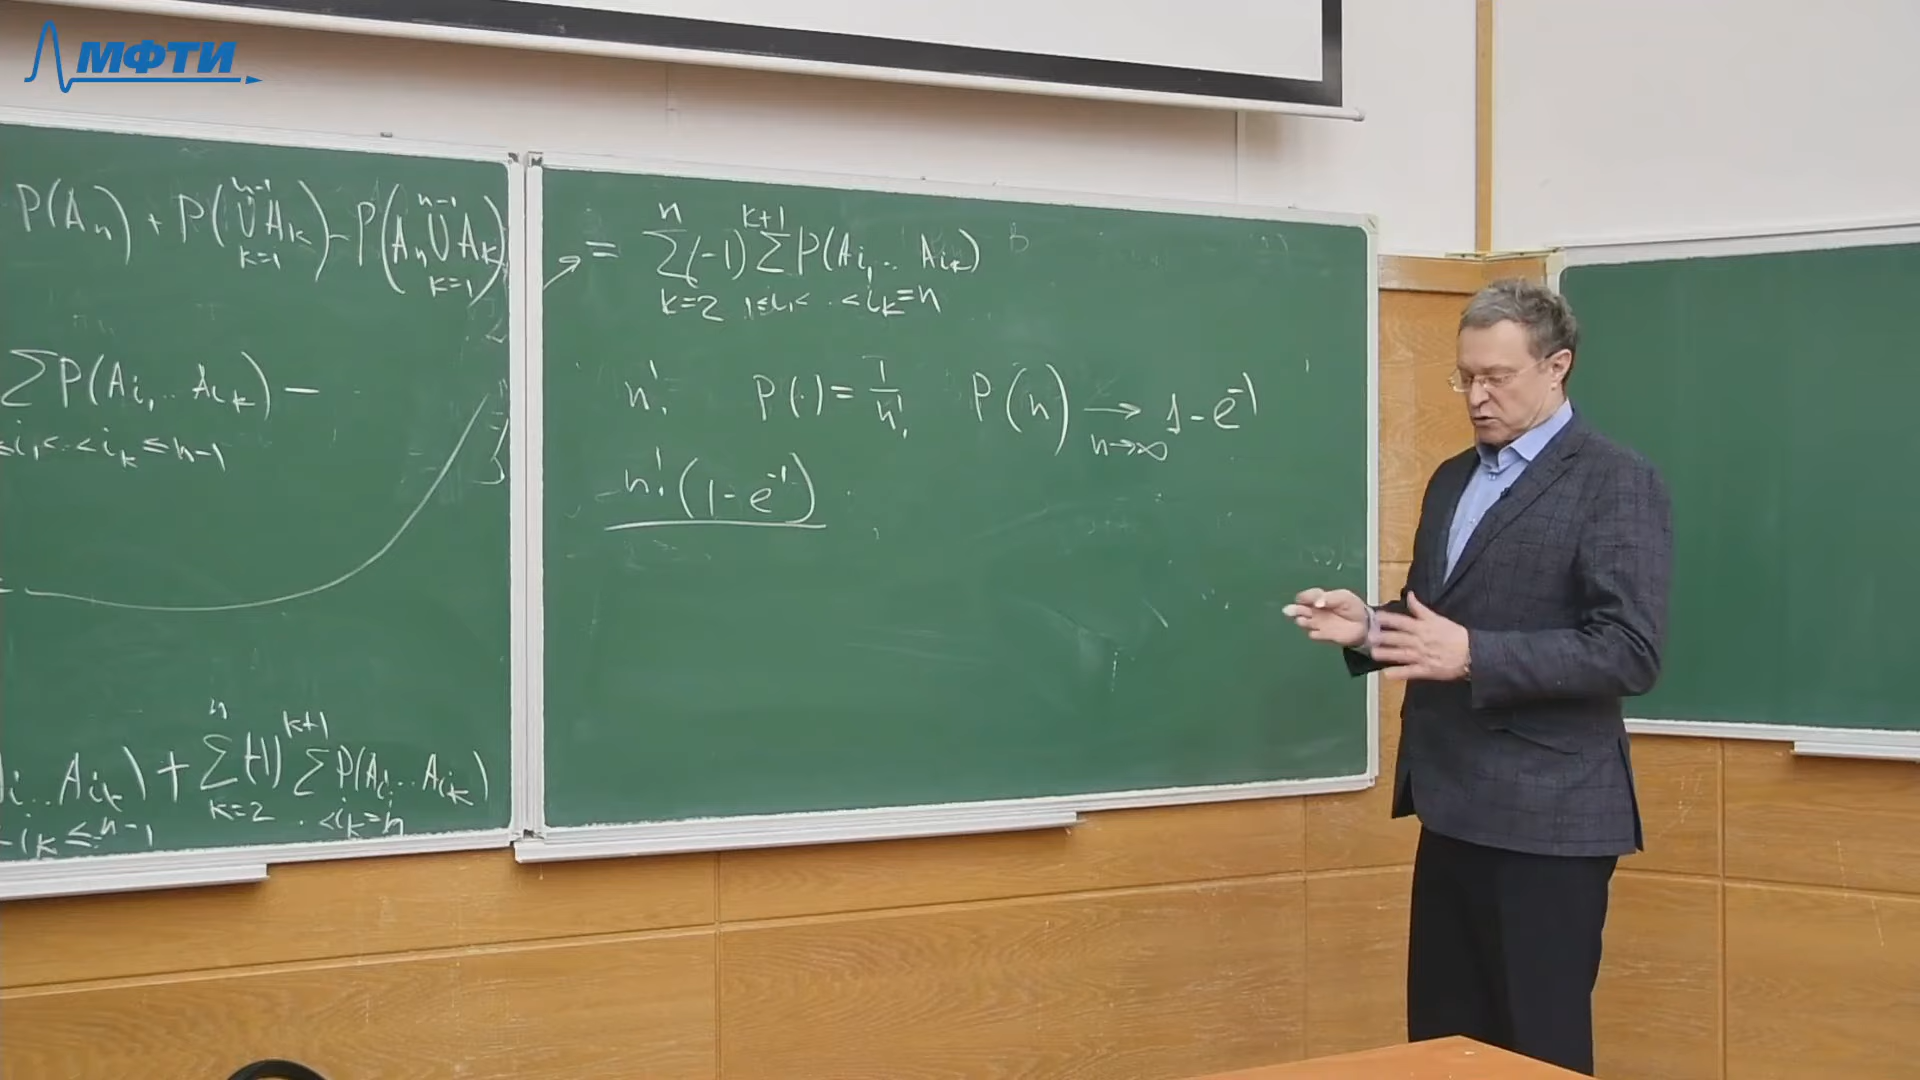 МФТИ
P(Aₙ) + P(⋃ₖ₌₁ⁿ⁻¹ Aₖ) - P(Aₙ ⋃ₖ₌₁ⁿ⁻¹ Aₖ)
∑P(Aᵢ₁ .. Aᵢₖ) -
i₁< .. <iₖ ≤ n-1
Aᵢₖ) + ∑ₖ₌₂ⁿ (-1)ᵏ⁺¹ ∑P(Aᵢ .. Aᵢₖ)
iₖ ≤ n-1 . <iₖ=n
= ∑ₖ₌₂ⁿ (-1)ᵏ⁺¹ ∑P(Aᵢ₁ .. Aᵢₖ)
1≤i₁< . <iₖ=n
n! P(·) = 1/n! P(n) → 1 - e⁻¹
n→∞
n!(1 - e⁻¹)